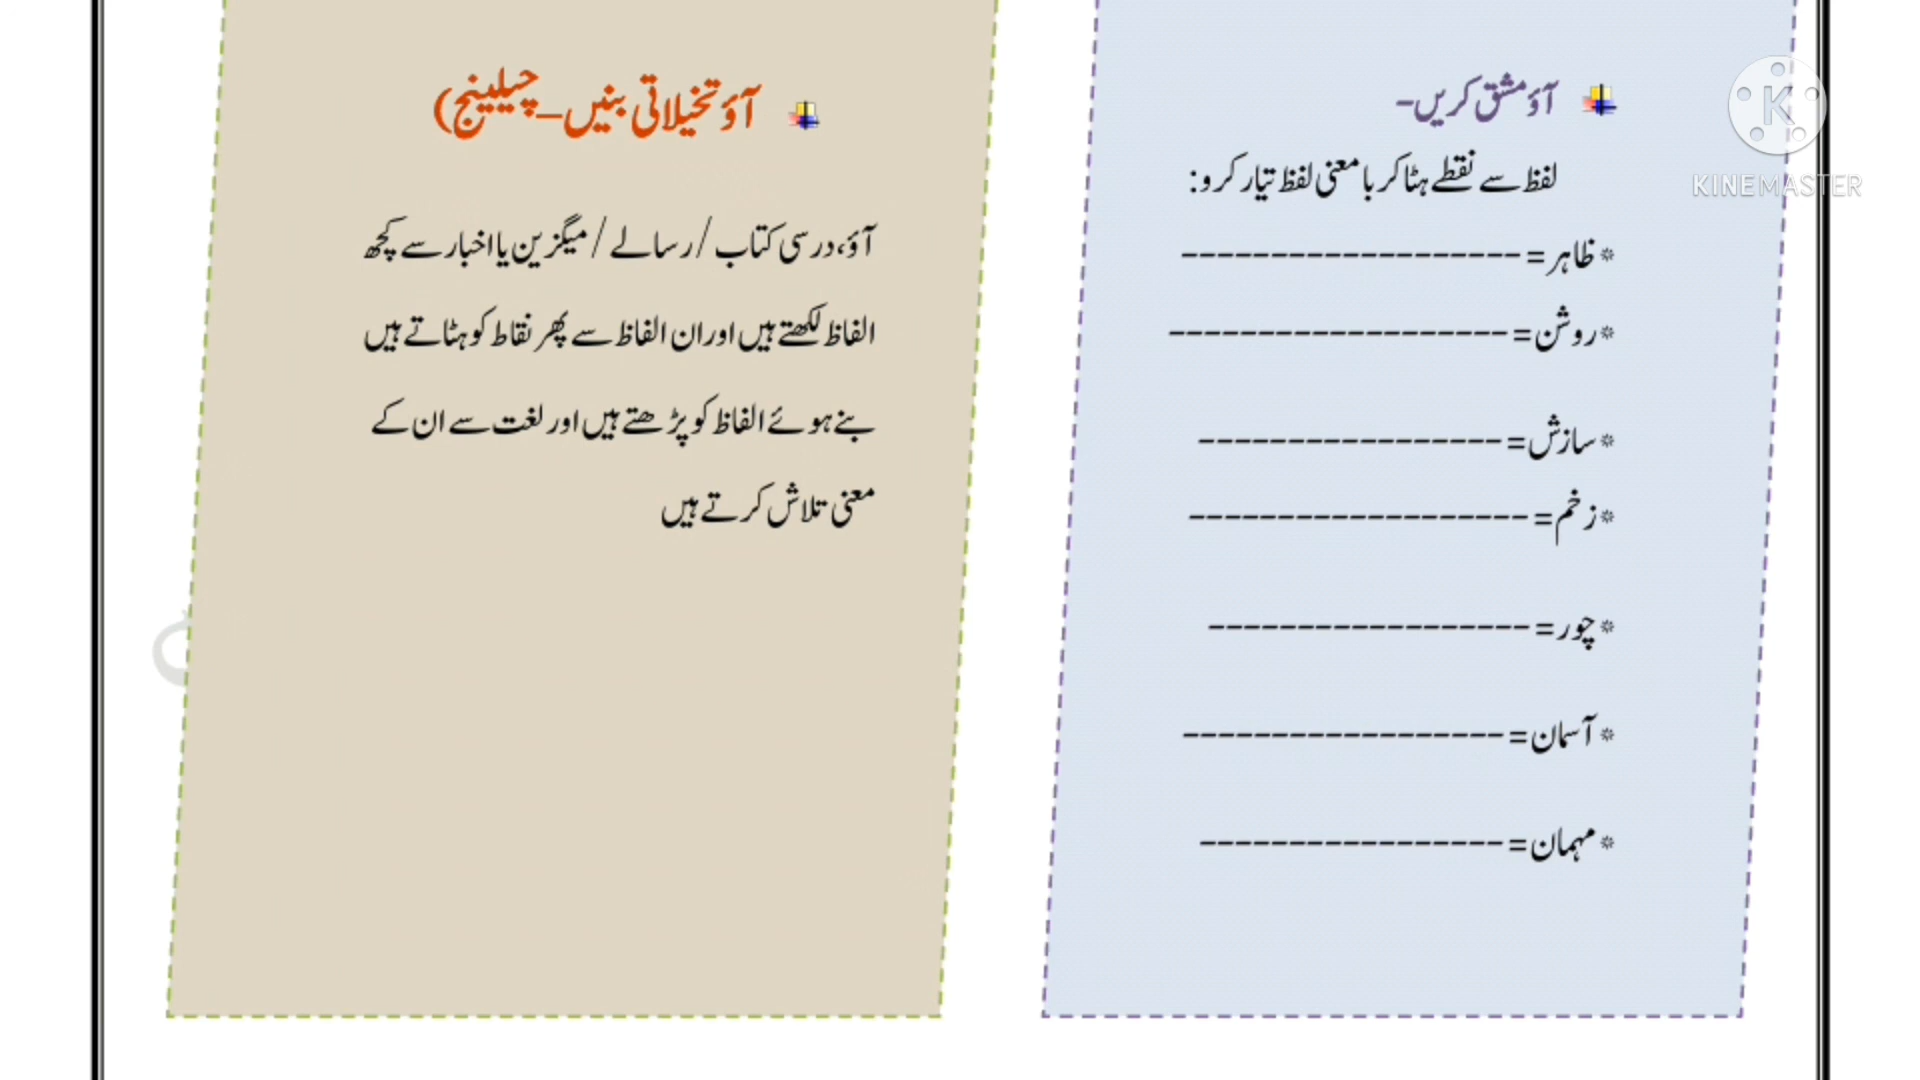 آؤ مشق کریں-
لفظ سے نقطے ہٹا کر با معنی لفظ تیار کرو:
* ظاہر = -------------------
* روشن = -------------------
* سازش = -----------------
* زخم = -------------------
* چور = ------------------
* آسمان = ------------------
* مہمان = -----------------
آؤ تخیلاتی بنیں – چیلینج)
آؤ، درسی کتاب / رسالے / میگزین یا اخبار سے کچھ
الفاظ لکھتے ہیں اور ان الفاظ سے پھر نقاط کو ہٹاتے ہیں
بنے ہوئے الفاظ کو پڑھتے ہیں اور لغت سے ان کے
معنی تلاش کرتے ہیں
K
KINEMASTER